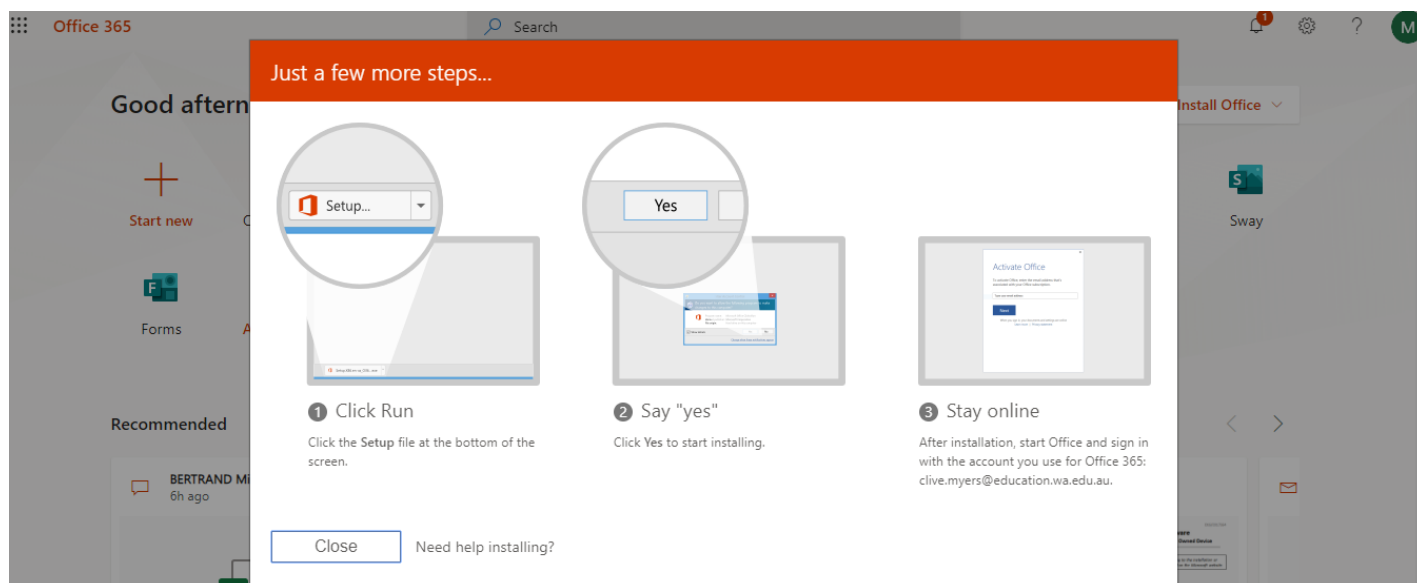 Office 365
Search
1
?
M
Just a few more steps...
Good aftern
Install Office
Setup...
Yes
S
Start new
C
Sway
Activate Office
F
Forms
A
1 Click Run
2 Say "yes"
3 Stay online
Recommended
Click the Setup file at the bottom of the
screen.
Click Yes to start installing.
After installation, start Office and sign in
with the account you use for Office 365:
clive.myers@education.wa.edu.au.
BERTRAND Mi
6h ago
Close
Need help installing?